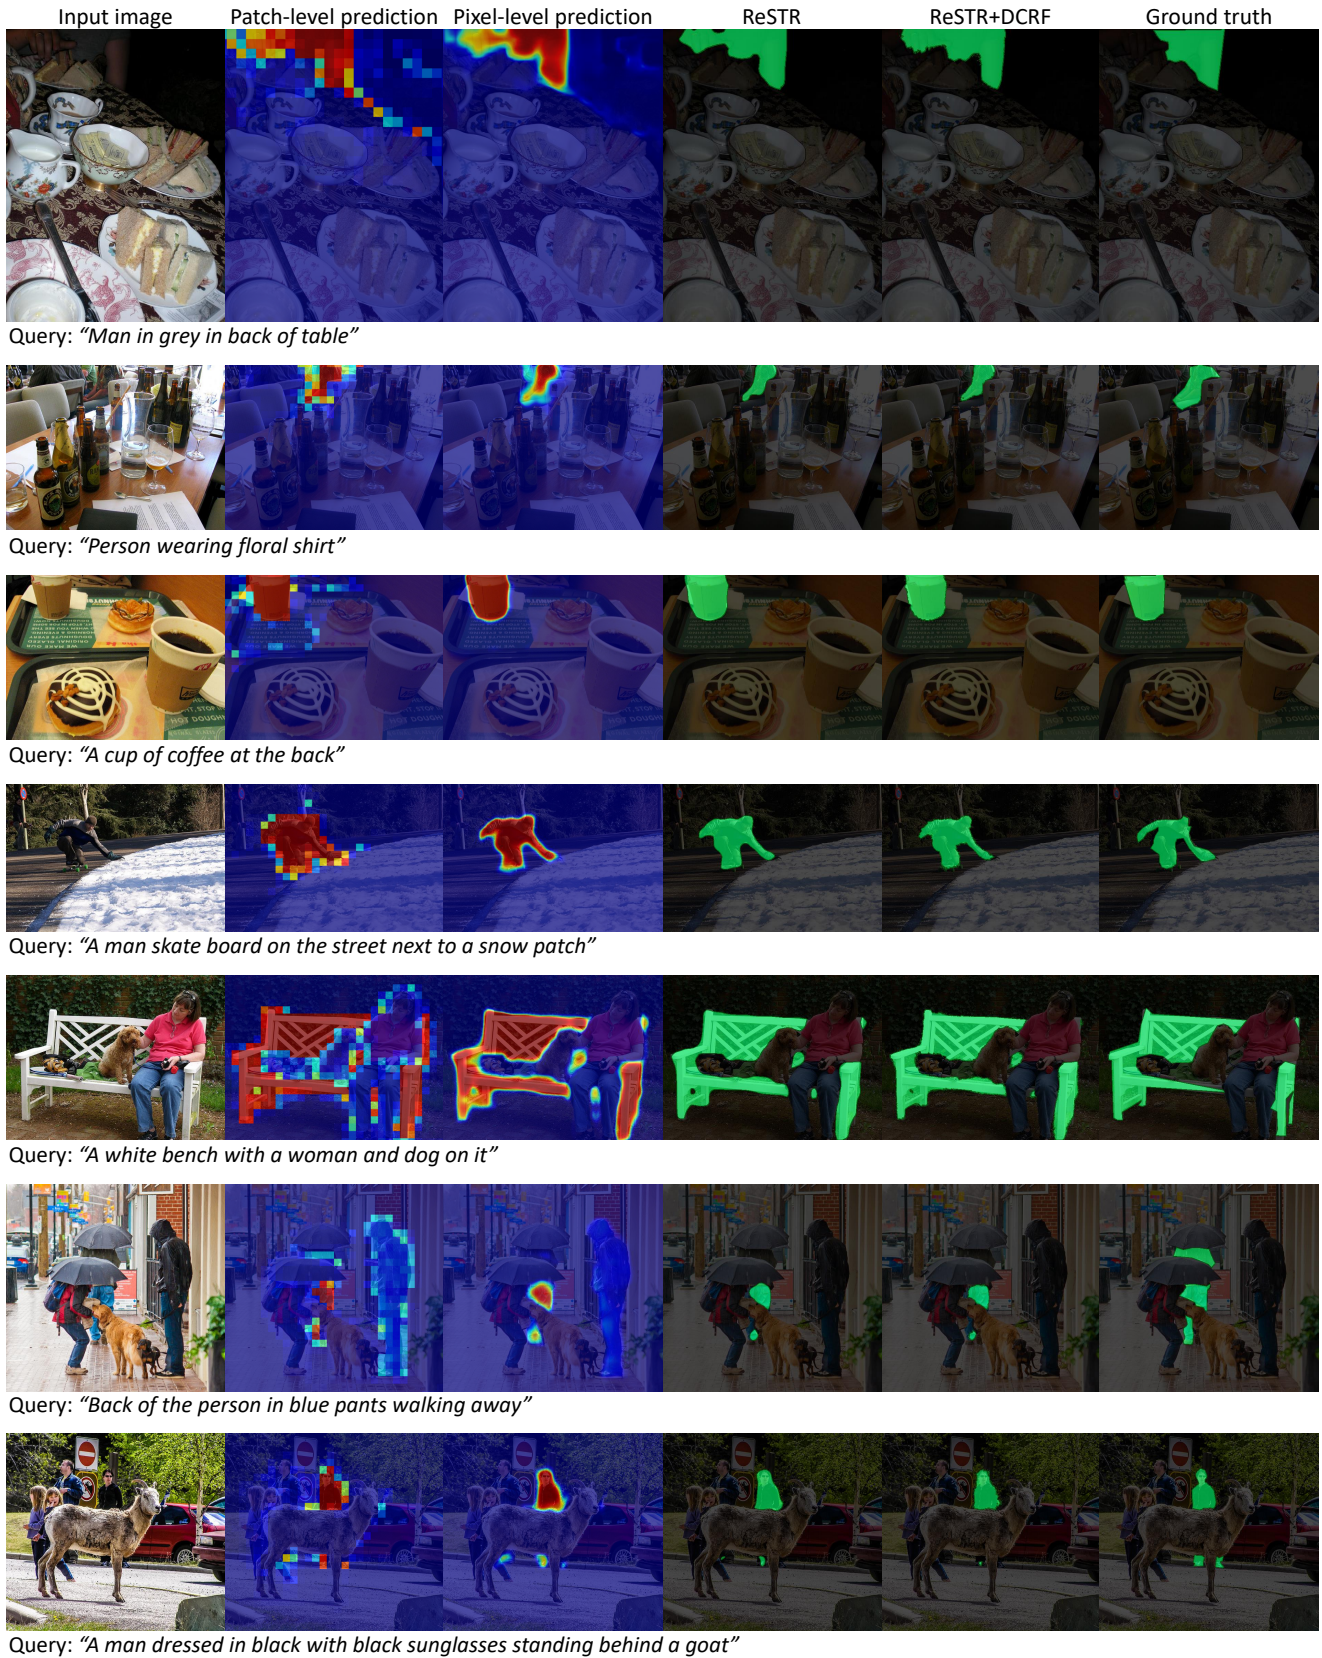 Input image Patch-level prediction Pixel-level prediction ReSTR ReSTR+DCRF Ground truth
Query: “Man in grey in back of table”
Query: “Person wearing floral shirt”
Query: “A cup of coffee at the back”
Query: “A man skate board on the street next to a snow patch”
Query: “A white bench with a woman and dog on it”
Query: “Back of the person in blue pants walking away”
Query: “A man dressed in black with black sunglasses standing behind a goat”